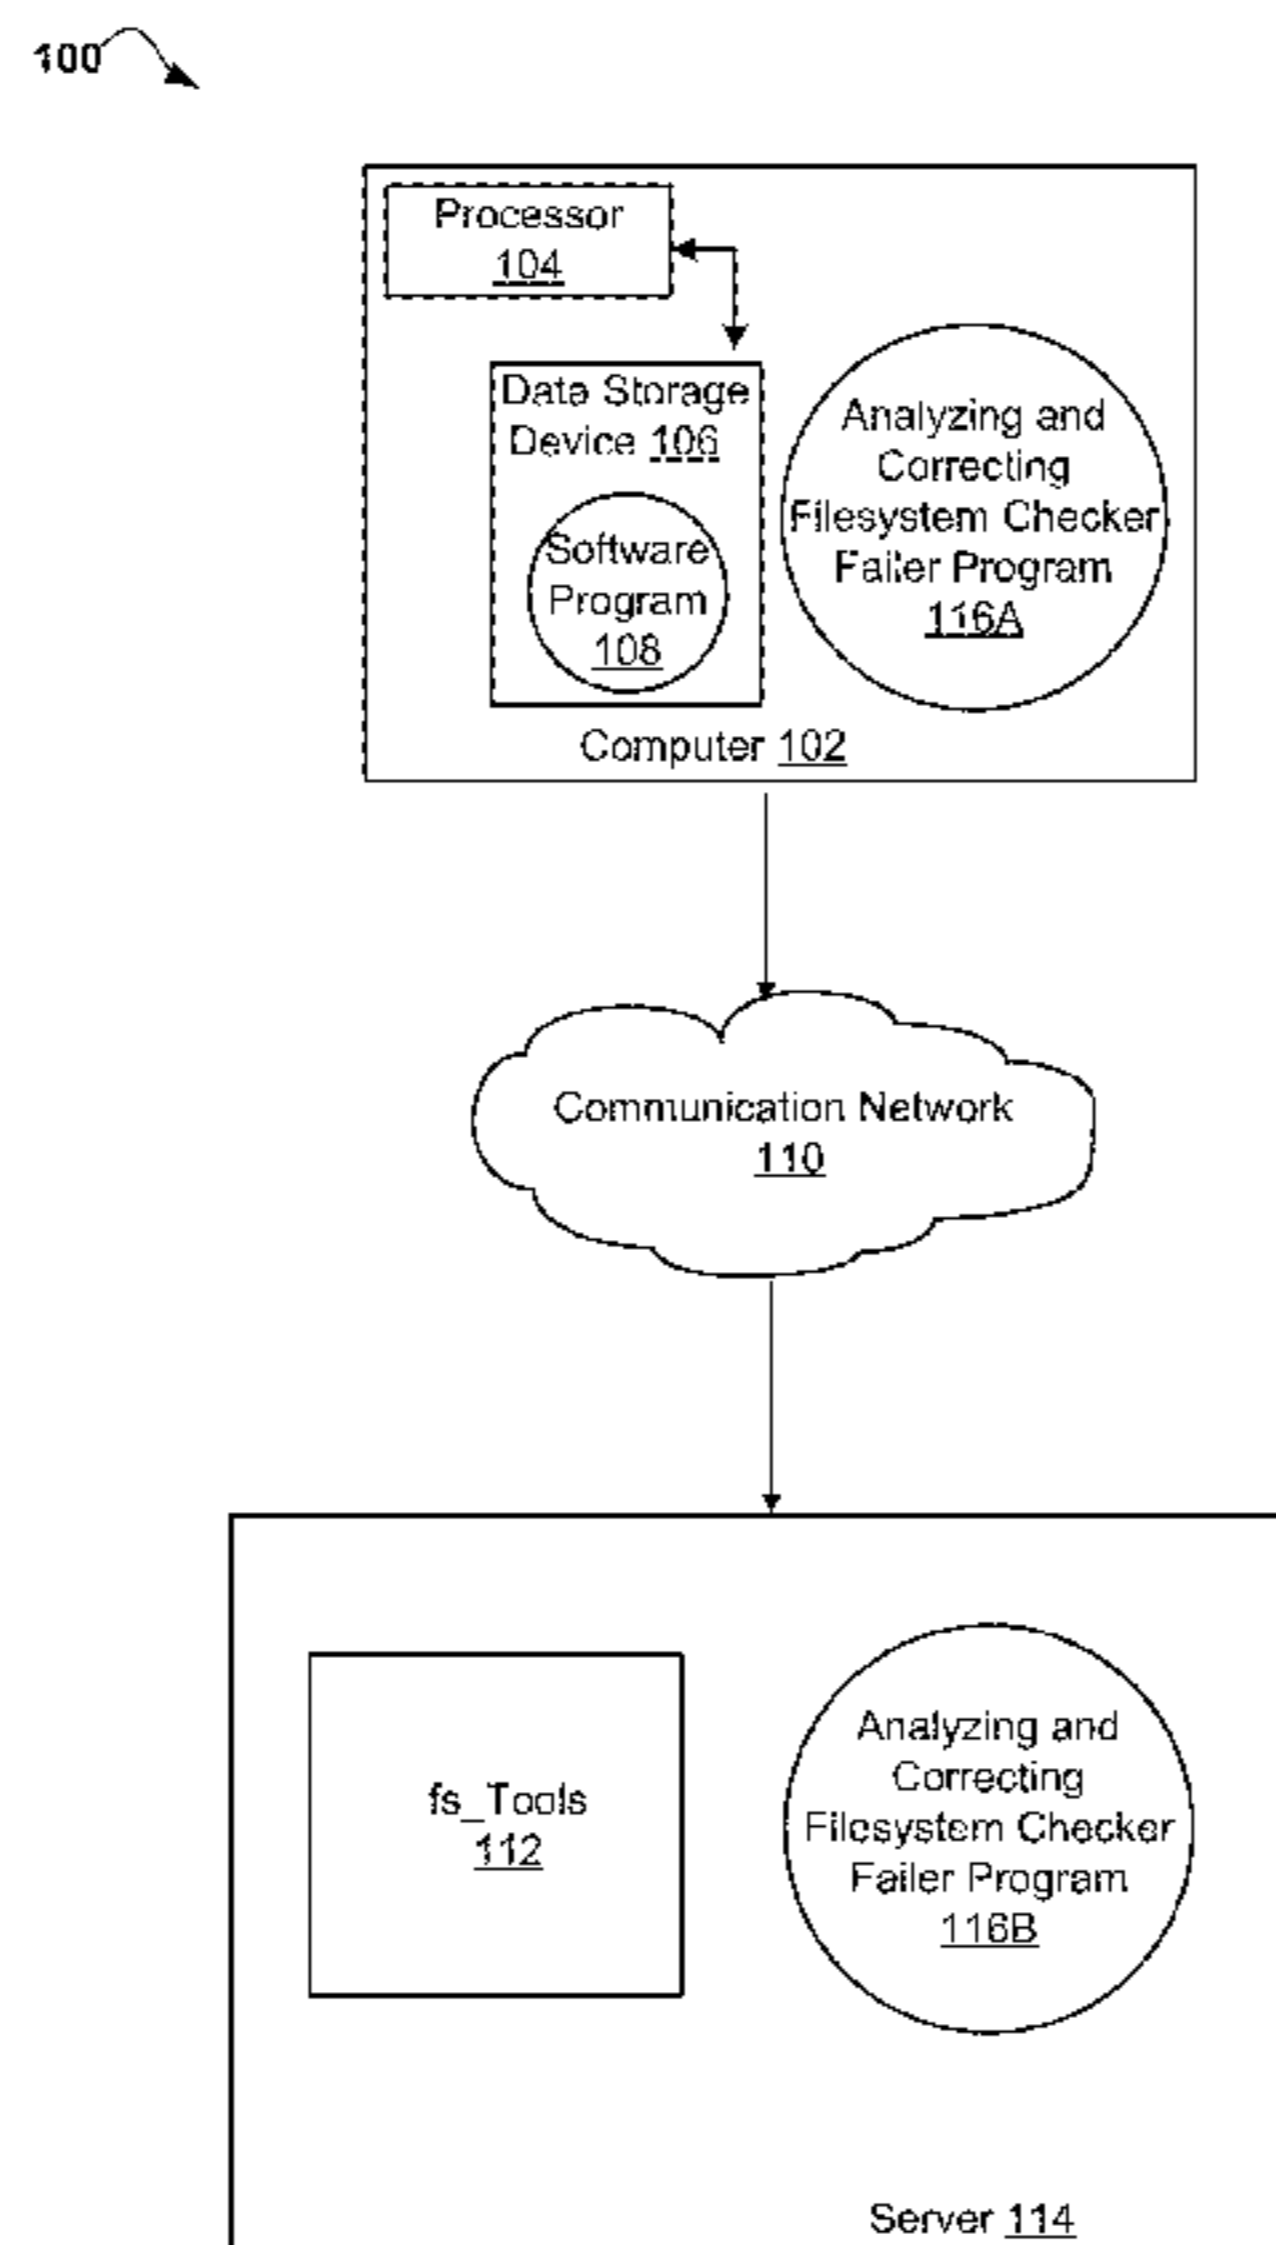 100
Processor
104
Data Storage
Device 106
Software
Program
108
Analyzing and
Correcting
Filesystem Checker
Failer Program
116A
Computer 102
Communication Network
110
fs_Tools
112
Analyzing and
Correcting
Filesystem Checker
Failer Program
116B
Server 114